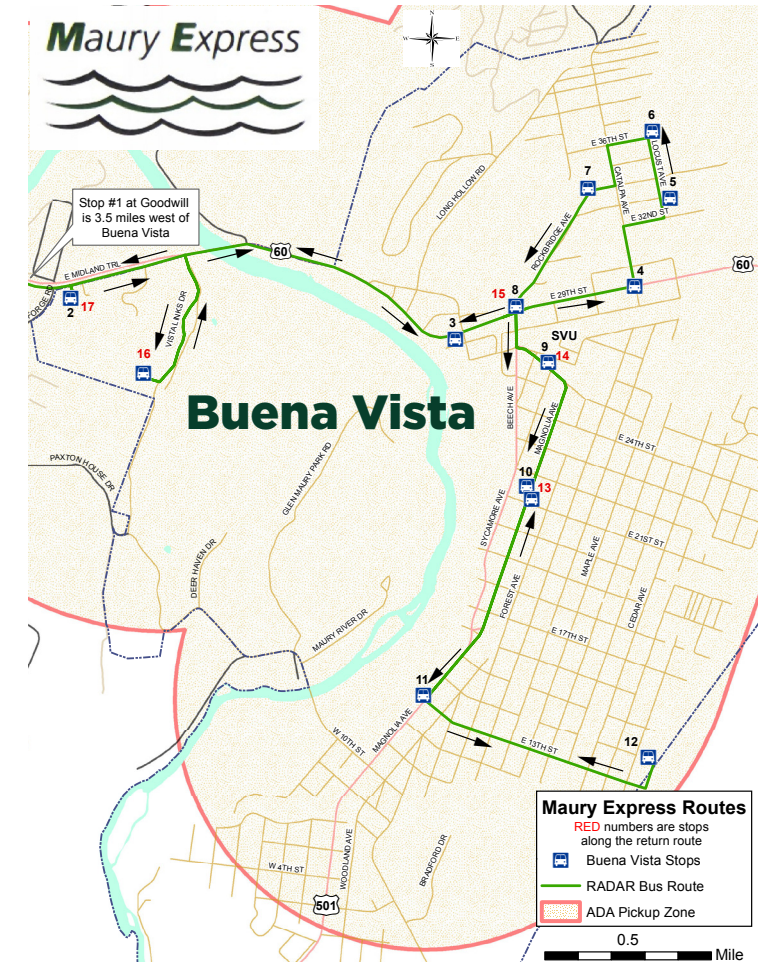 Maury Express
N
W
E
S
Stop #1 at Goodwill
is 3.5 miles west of
Buena Vista
6
E 36TH ST
LOCUST AVE
7
5
CATALPA AVE
LONG HOLLOW RD
E 32ND ST
ROCKBRIDGE AVE
60
60
E MIDLAND TRL
FORGE RD
2
17
VISTA LINKS DR
16
4
E 29TH ST
15
8
3
SVU
9
14
BEECH AVE
MAGNOLIA AVE
Buena Vista
E 24TH ST
PAXTON HOUSE DR
GLEN MAURY PARK RD
10
13
SYCAMORE AVE
E 21ST ST
MAPLE AVE
DEER HAVEN DR
FOREST AVE
CEDAR AVE
MAURY RIVER DR
E 17TH ST
11
MAGNOLIA AVE
W 10TH ST
E 13TH ST
12
W 4TH ST
WOODLAND AVE
BRADFORD DR
501
Maury Express Routes
RED numbers are stops
along the return route
Buena Vista Stops
RADAR Bus Route
ADA Pickup Zone
0.5
Mile